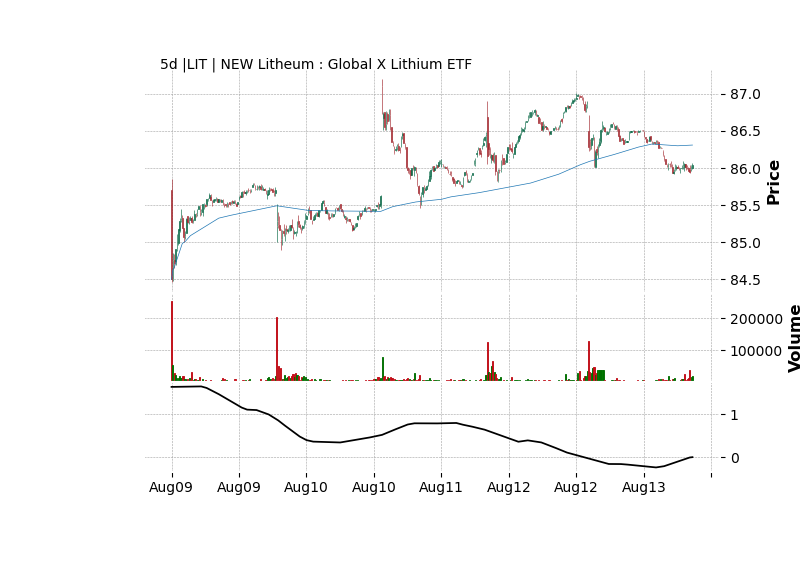 5d |LIT | NEW Litheum : Global X Lithium ETF
87.0
86.5
86.0
85.5
85.0
84.5
Price
200000
100000
Volume
1
0
Aug09 Aug09 Aug10 Aug10 Aug11 Aug12 Aug12 Aug13